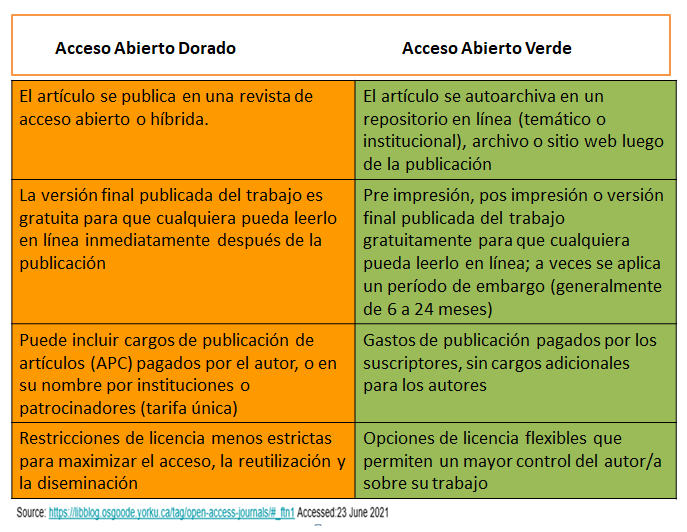 Acceso Abierto Dorado
Acceso Abierto Verde
El artículo se publica en una revista de
acceso abierto o híbrida.
El artículo se autoarchiva en un
repositorio en línea (temático o
institucional), archivo o sitio web luego
de la publicación
La versión final publicada del trabajo es
gratuita para que cualquiera pueda leerlo
en línea inmediatamente después de la
publicación
Pre impresión, pos impresión o versión
final publicada del trabajo
gratuitamente para que cualquiera
pueda leerlo en línea; a veces se aplica
un período de embargo (generalmente
de 6 a 24 meses)
Puede incluir cargos de publicación de
artículos (APC) pagados por el autor, o en
su nombre por instituciones o
patrocinadores (tarifa única)
Gastos de publicación pagados por los
suscriptores, sin cargos adicionales
para los autores
Restricciones de licencia menos estrictas
para maximizar el acceso, la reutilización y
la diseminación
Opciones de licencia flexibles que
permiten un mayor control del autor/a
sobre su trabajo
Source: https://libblog.osgoode.yorku.ca/tag/open-access-journals/#_ftn1 Accessed:23 June 2021